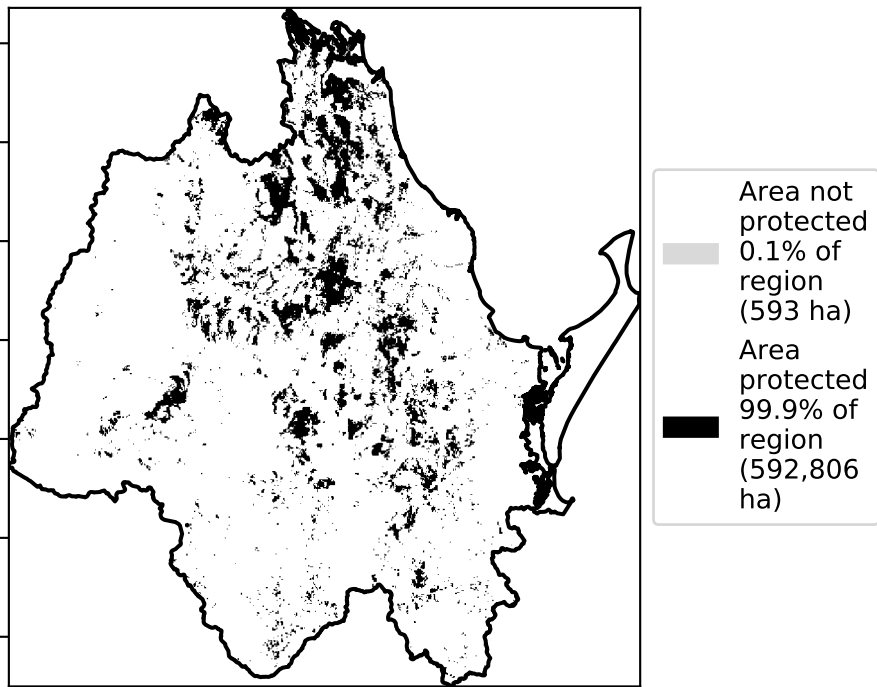 Area not
protected
0.1% of
region
(593 ha)
Area
protected
99.9% of
region
(592,806
ha)